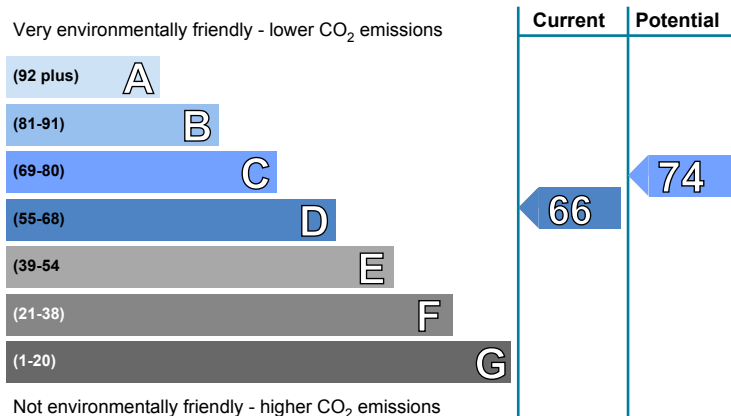 Current Potential
Very environmentally friendly - lower CO₂ emissions
(92 plus) A
(81-91) B
(69-80) C
74
(55-68) D
66
(39-54 E
(21-38) F
(1-20) G
Not environmentally friendly - higher CO₂ emissions